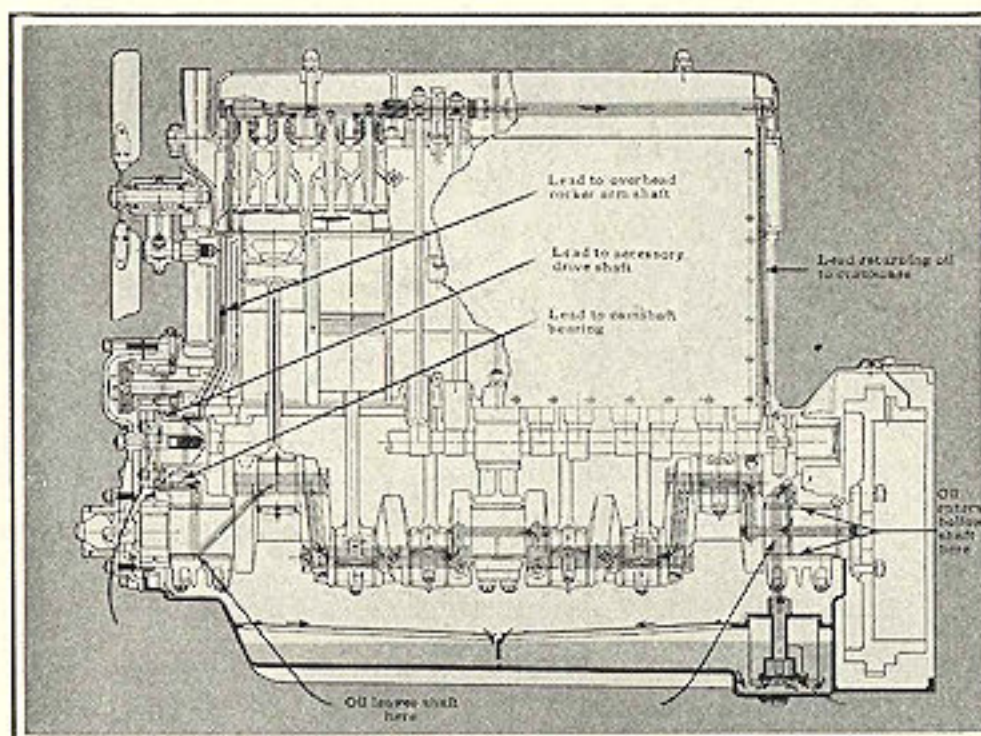 Lead to overhead
rocker arm shaft
Lead to accessory
drive shaft
Lead to camshaft
bearing
Lead returning oil
to crankcase
Oil
enters
hollow
shaft
here
Oil leaves shaft
here